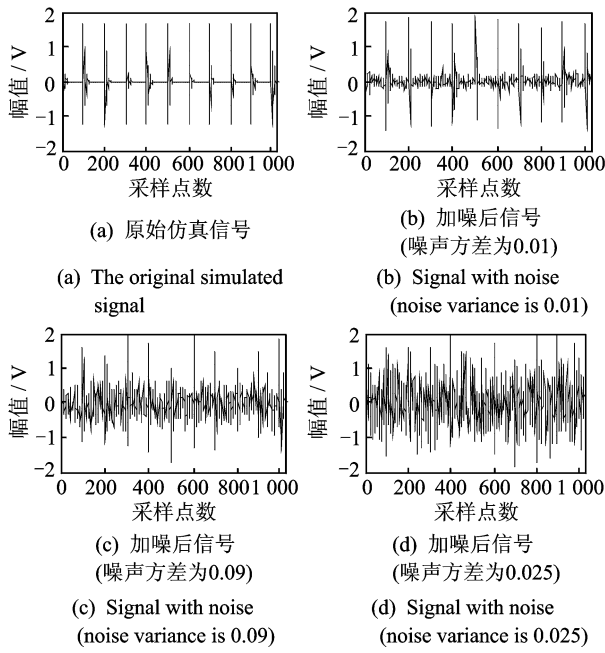 2
1
0
−1
−2
幅值 / V
0 200 400 600 800 1 000
采样点数
(a) 原始仿真信号
(a) The original simulated
signal
2
1
0
−1
−2
幅值 / V
0 200 400 600 800 1 000
采样点数
(b) 加噪后信号
(噪声方差为0.01)
(b) Signal with noise
(noise variance is 0.01)
2
1
0
−1
−2
幅值 / V
0 200 400 600 800 1 000
采样点数
(c) 加噪后信号
(噪声方差为0.09)
(c) Signal with noise
(noise variance is 0.09)
2
1
0
−1
−2
幅值 / V
0 200 400 600 800 1 000
采样点数
(d) 加噪后信号
(噪声方差为0.025)
(d) Signal with noise
(noise variance is 0.025)